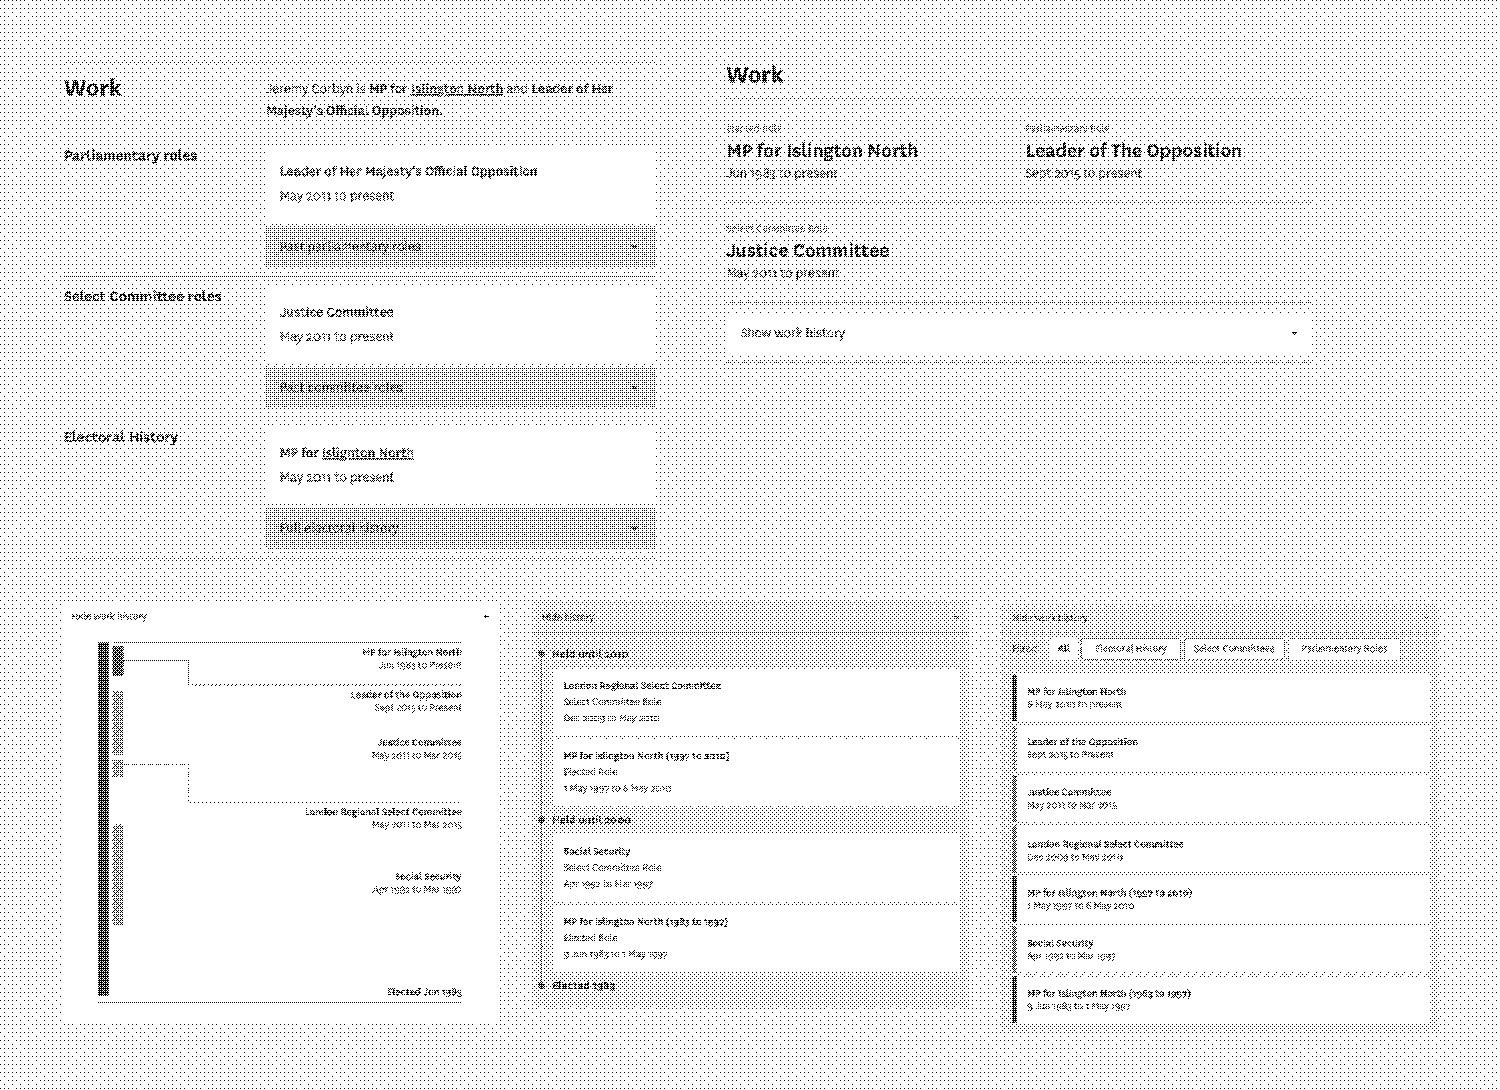 Work
Jeremy Corbyn is MP for Islington North and Leader of Her
Majesty's Official Opposition.
Parliamentary roles
Leader of Her Majesty's Official Opposition
May 2011 to present
Past parliamentary roles
Select Committee roles
Justice Committee
May 2011 to present
Past committee roles
Electoral History
MP for Islignton North
May 2011 to present
Full electoral history
Work
Elected Role
MP for Islington North
Jun 1983 to present
Parliamentary Role
Leader of The Opposition
Sept 2015 to present
Select Committee Role
Justice Committee
May 2011 to present
Show work history
Hide work history
MP for Islington North
Jun 1983 to Present
Leader of the Opposition
Sept 2015 to Present
Justice Committee
May 2011 to Mar 2015
London Regional Select Committee
May 2011 to Mar 2015
Social Security
Apr 1992 to Mar
Elected Jun 1983
Hide history
Held until 2010
London Regional Select Committee
Select Committee Role
Dec 2009 to May 2010
MP for Islington North (1997 to 2010)
Elected Role
1 May 1997 to 6 May 2010
Held until 2000
Social Security
Select Committee Role
Apr 1992 to Mar 1997
MP for Islington North (1983 to 1997)
Elected Role
9 Jun 1983 to 1 May 1997
Elected 1983
Hide work history
All
Electoral History
Select Committees
Parliamentary Roles
MP for Islington North
6 May 2010 to present
Leader of the Opposition
Sept 2015 to Present
Justice Committee
May 2011 to Mar 2015
London Regional Select Committee
Dec 2009 to May 2010
MP for Islington North (1997 to 2010)
1 May 1997 to 6 May 2010
Social Security
Apr 1992 to Mar 1997
MP for Islington North (1983 to 1997)
9 Jun 1983 to 1 May 1997